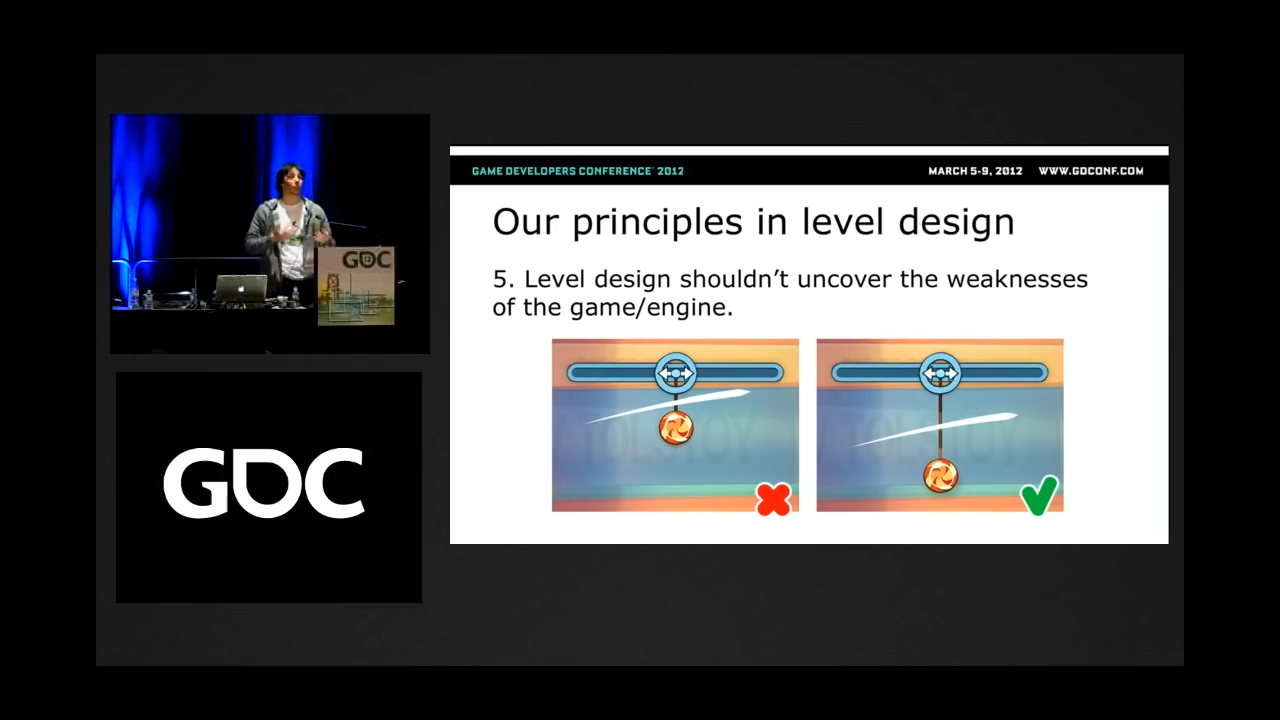 GAME DEVELOPERS CONFERENCE® 2012
MARCH 5-9, 2012 WWW.GDCONF.COM
Our principles in level design
5. Level design shouldn’t uncover the weaknesses
of the game/engine.
GDC
GDC